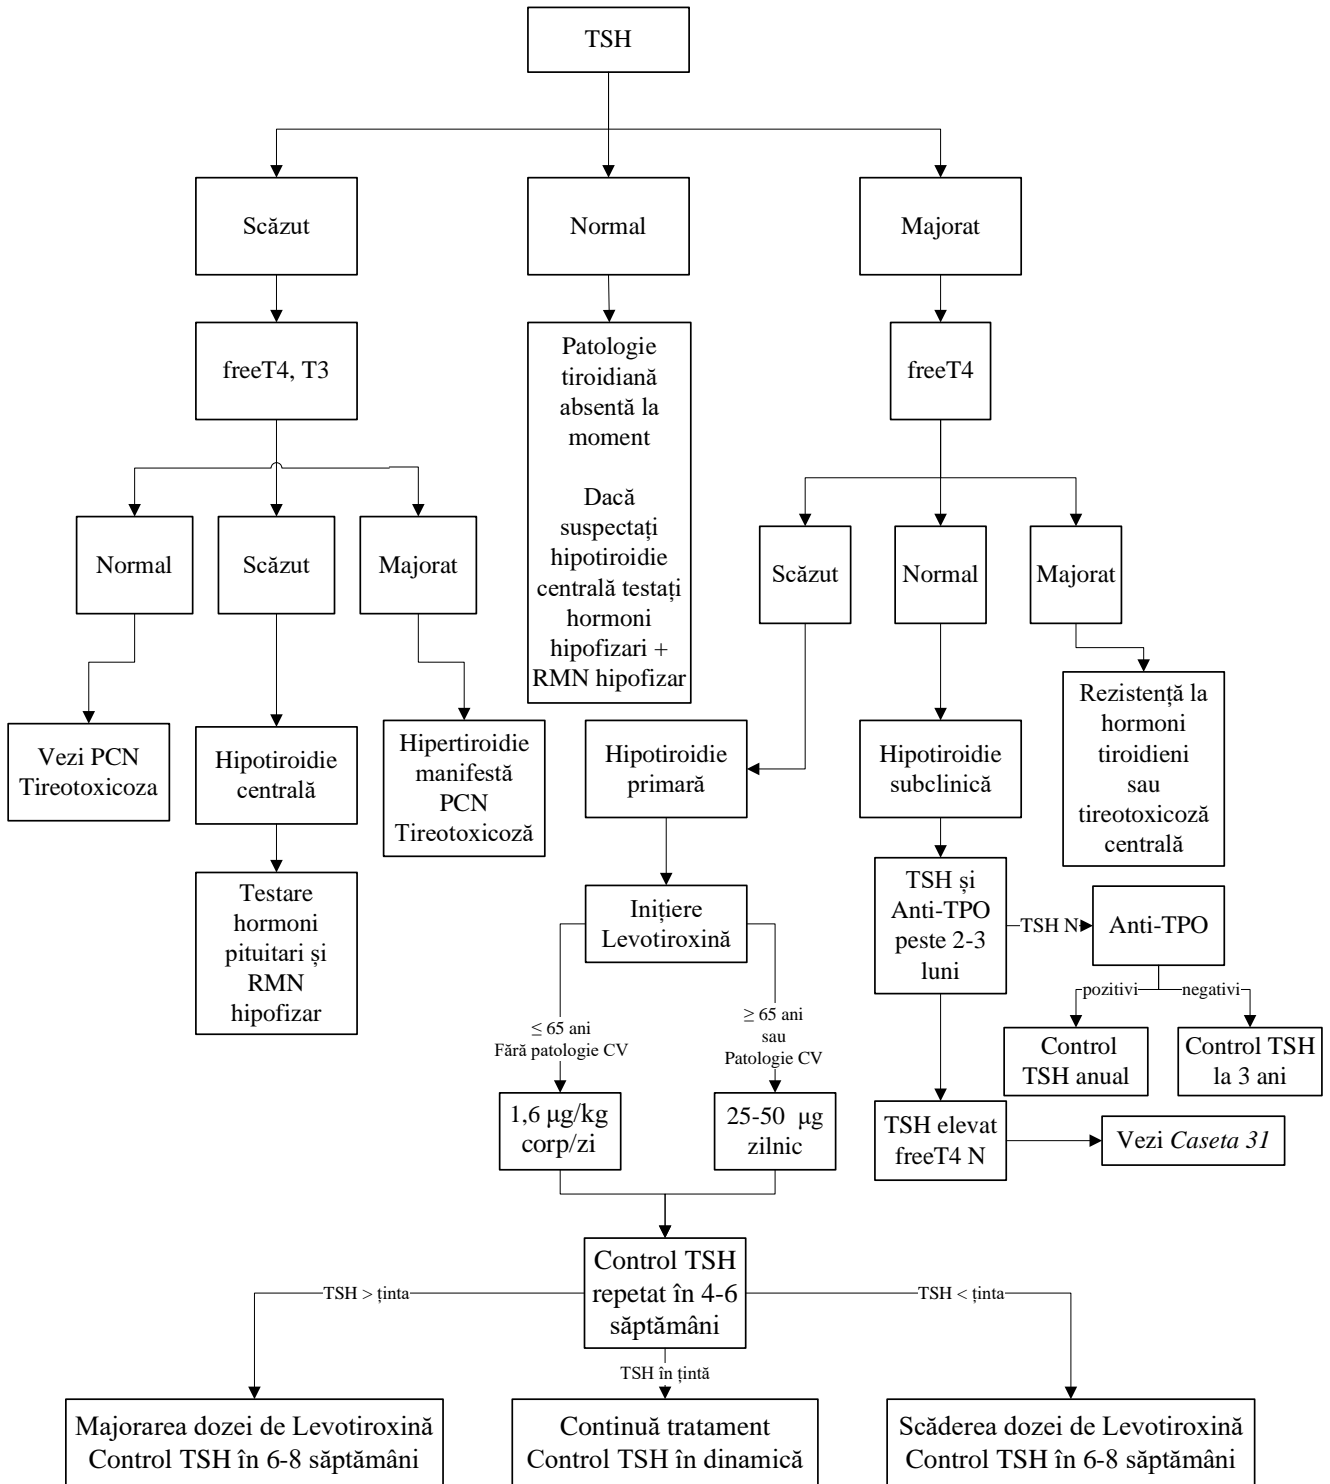 TSH
Scăzut
Normal
Majorat
freeT4, T3
Patologie
tiroidiană
absentă la
moment
Dacă
suspectați
hipotiroidie
centrală testați
hormoni
hipofizari +
RMN hipofizar
freeT4
Normal
Scăzut
Majorat
Scăzut
Normal
Majorat
Vezi PCN
Tireotoxicoza
Hipotiroidie
centrală
Hipertiroidie
manifestă
PCN
Tireotoxicoză
Hipotiroidie
primară
Hipotiroidie
subclinică
Rezistență la
hormoni
tiroidieni
sau
tireotoxicoză
centrală
Testare
hormoni
pituitari și
RMN
hipofizar
Inițiere
Levotiroxină
TSH și
Anti-TPO
peste 2-3
luni
TSH N
Anti-TPO
pozitivi
negativi
≤ 65 ani
Fără patologie CV
≥ 65 ani
sau
Patologie CV
Control
TSH anual
Control TSH
la 3 ani
1,6 μg/kg
corp/zi
25-50 μg
zilnic
TSH elevat
freeT4 N
Vezi Caseta 31
Control TSH
repetat în 4-6
săptămâni
TSH > ținta
TSH < ținta
TSH în țintă
Majorarea dozei de Levotiroxină
Control TSH în 6-8 săptămâni
Continuă tratament
Control TSH în dinamică
Scăderea dozei de Levotiroxină
Control TSH în 6-8 săptămâni